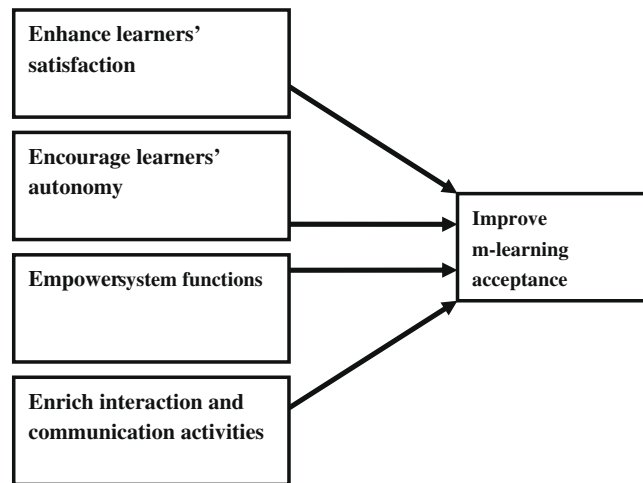 Enhance learners’
satisfaction
Encourage learners’
autonomy
Empowersystem functions
Enrich interaction and
communication activities
Improve
m-learning
acceptance